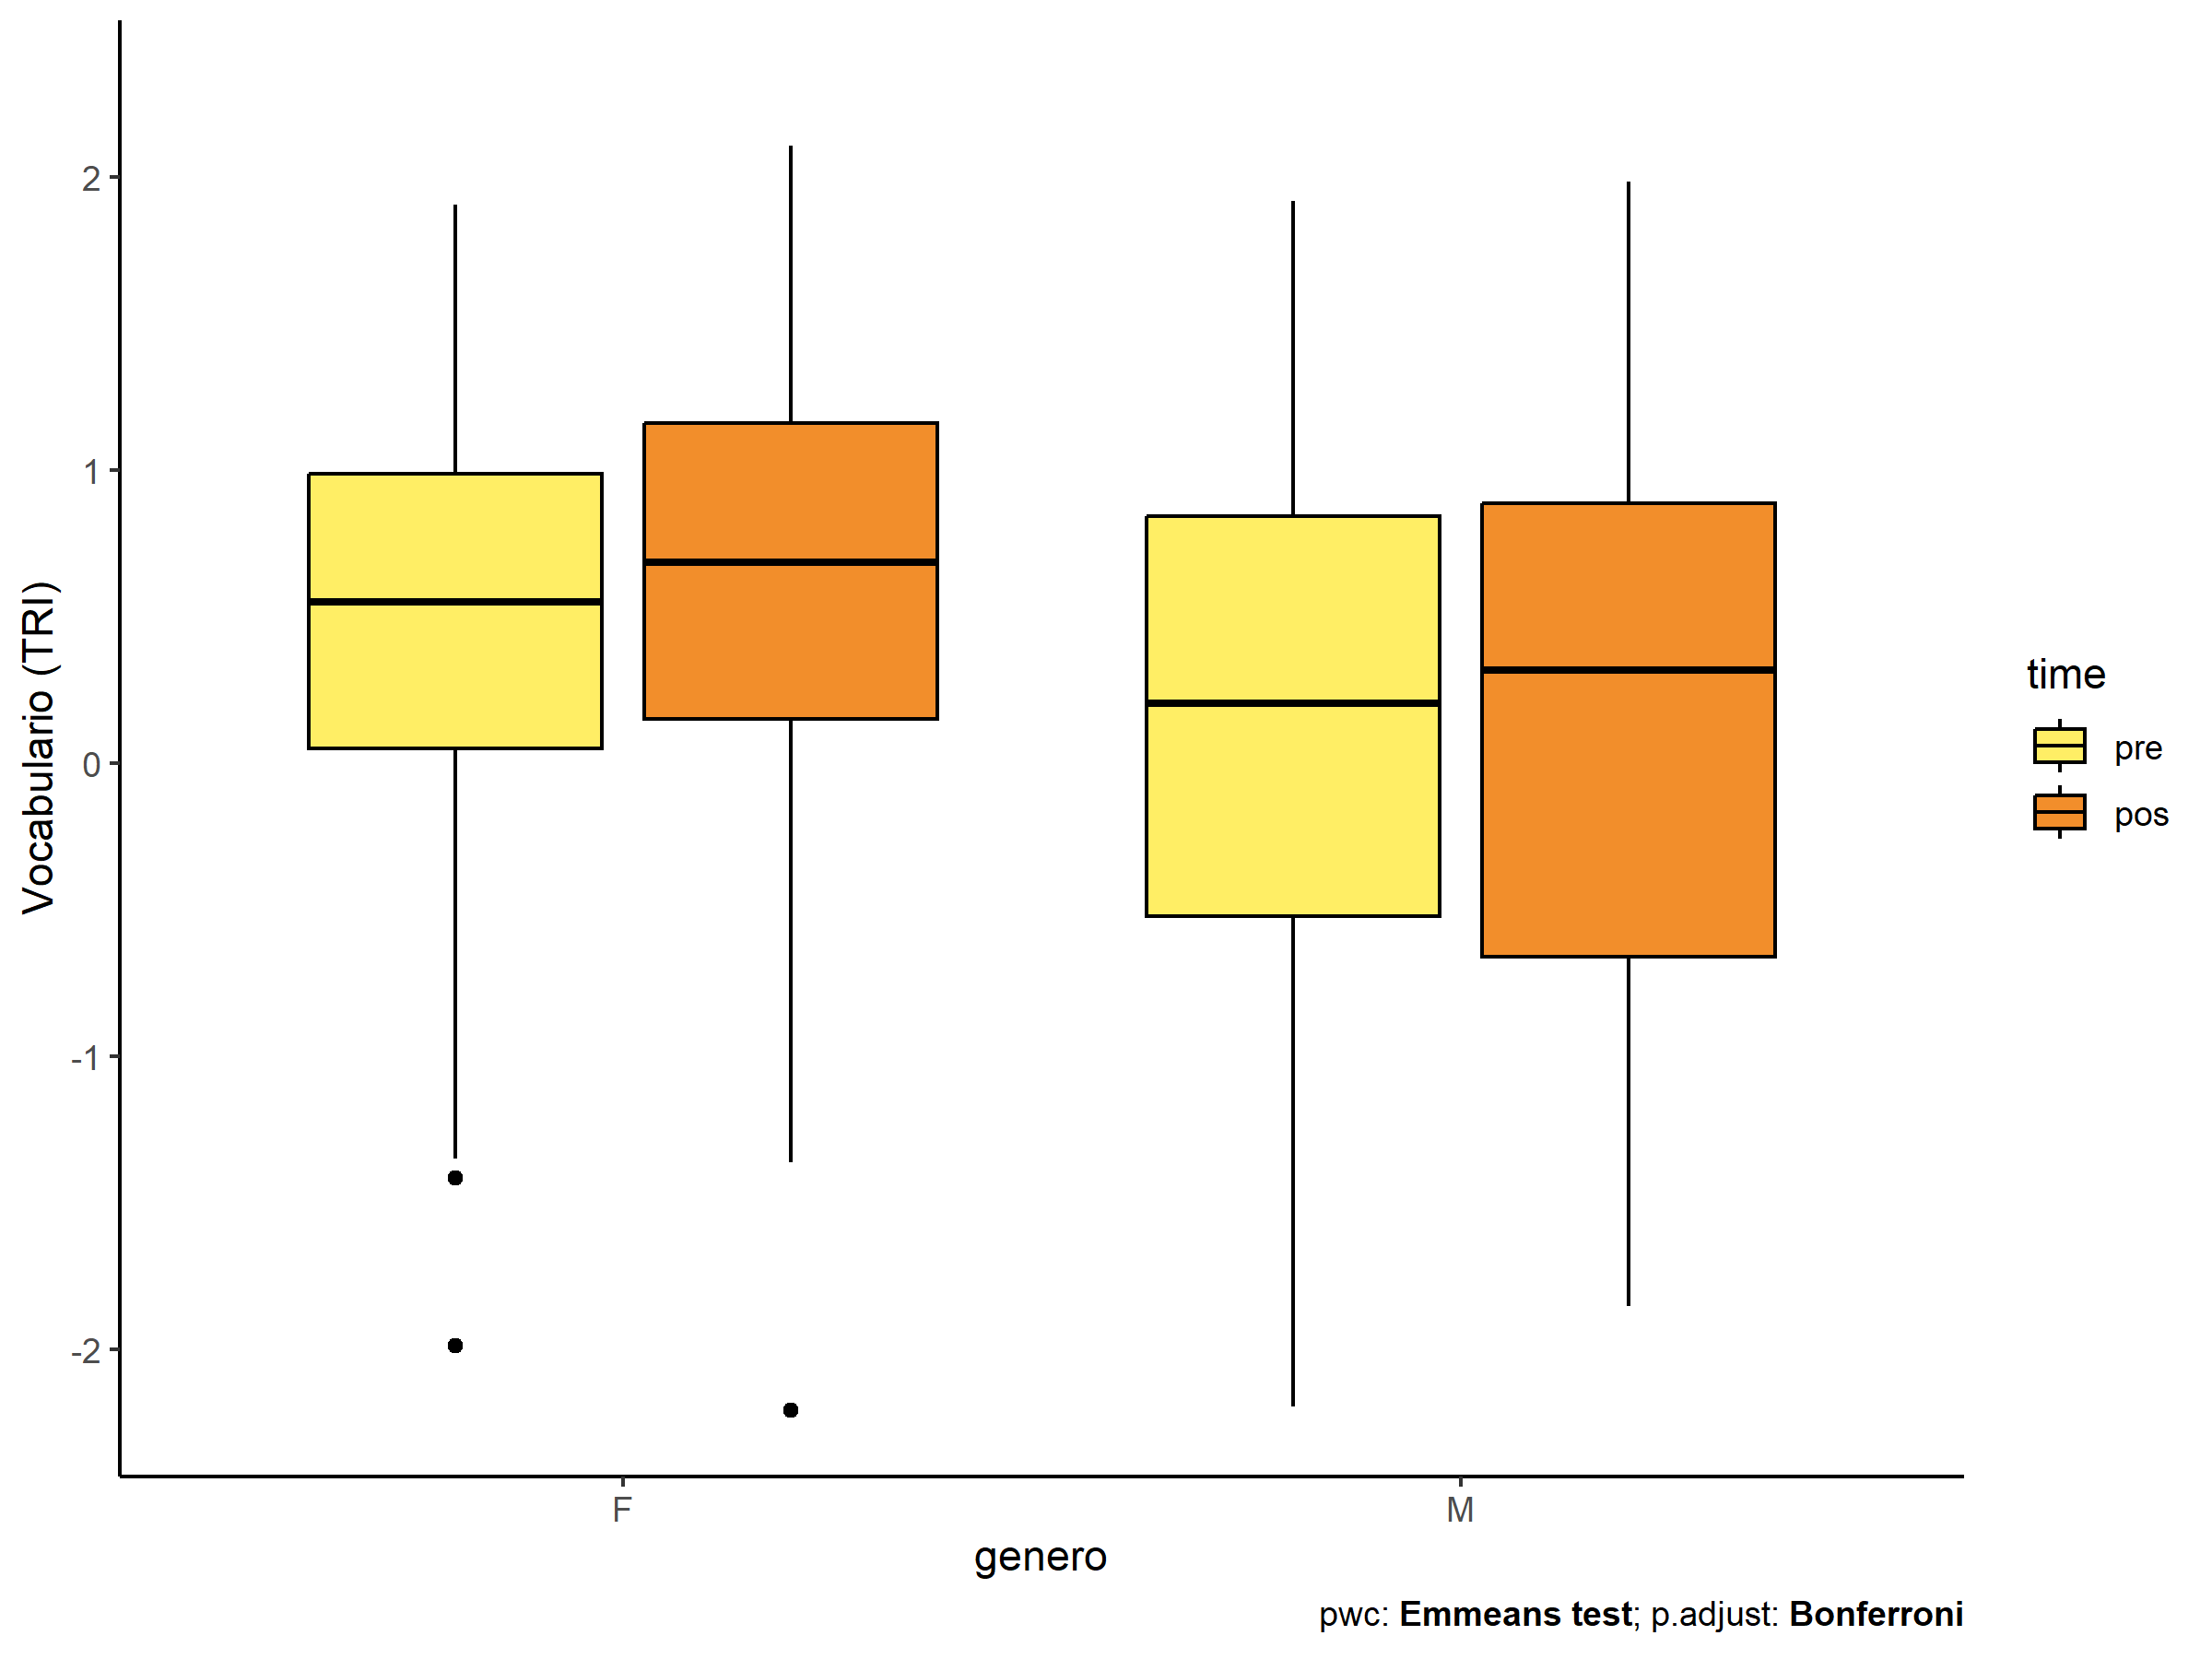 Vocabulario (TRI)
2
1
0
-1
-2
F
M
genero
time
pre
pos
pwc: Emmeans test; p.adjust: Bonferroni